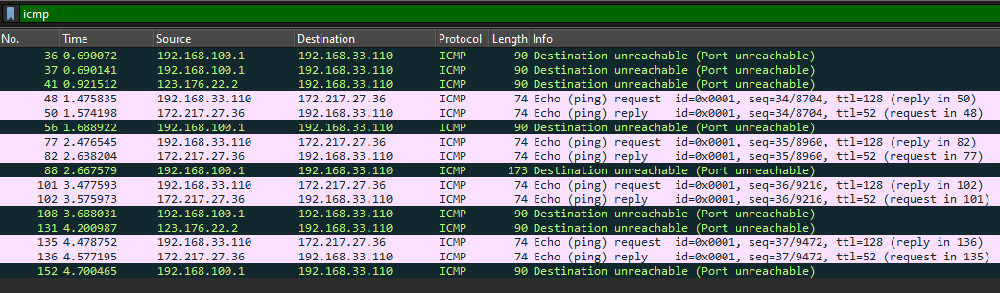 icmp
No. Time Source Destination Protocol Length Info
36 0.690072 192.168.100.1 192.168.33.110 ICMP 90 Destination unreachable (Port unreachable)
37 0.690141 192.168.100.1 192.168.33.110 ICMP 90 Destination unreachable (Port unreachable)
41 0.921512 123.176.22.2 192.168.33.110 ICMP 90 Destination unreachable (Port unreachable)
48 1.475835 192.168.33.110 172.217.27.36 ICMP 74 Echo (ping) request id=0x0001, seq=34/8704, ttl=128 (reply in 50)
50 1.574198 172.217.27.36 192.168.33.110 ICMP 74 Echo (ping) reply id=0x0001, seq=34/8704, ttl=52 (request in 48)
56 1.688922 192.168.100.1 192.168.33.110 ICMP 90 Destination unreachable (Port unreachable)
77 2.476545 192.168.33.110 172.217.27.36 ICMP 74 Echo (ping) request id=0x0001, seq=35/8960, ttl=128 (reply in 82)
82 2.638204 172.217.27.36 192.168.33.110 ICMP 74 Echo (ping) reply id=0x0001, seq=35/8960, ttl=52 (request in 77)
88 2.667579 192.168.100.1 192.168.33.110 ICMP 173 Destination unreachable (Port unreachable)
101 3.477593 192.168.33.110 172.217.27.36 ICMP 74 Echo (ping) request id=0x0001, seq=36/9216, ttl=128 (reply in 102)
102 3.575973 172.217.27.36 192.168.33.110 ICMP 74 Echo (ping) reply id=0x0001, seq=36/9216, ttl=52 (request in 101)
108 3.688031 192.168.100.1 192.168.33.110 ICMP 90 Destination unreachable (Port unreachable)
131 4.200987 123.176.22.2 192.168.33.110 ICMP 90 Destination unreachable (Port unreachable)
135 4.478752 192.168.33.110 172.217.27.36 ICMP 74 Echo (ping) request id=0x0001, seq=37/9472, ttl=128 (reply in 136)
136 4.577195 172.217.27.36 192.168.33.110 ICMP 74 Echo (ping) reply id=0x0001, seq=37/9472, ttl=52 (request in 135)
152 4.700465 192.168.100.1 192.168.33.110 ICMP 90 Destination unreachable (Port unreachable)